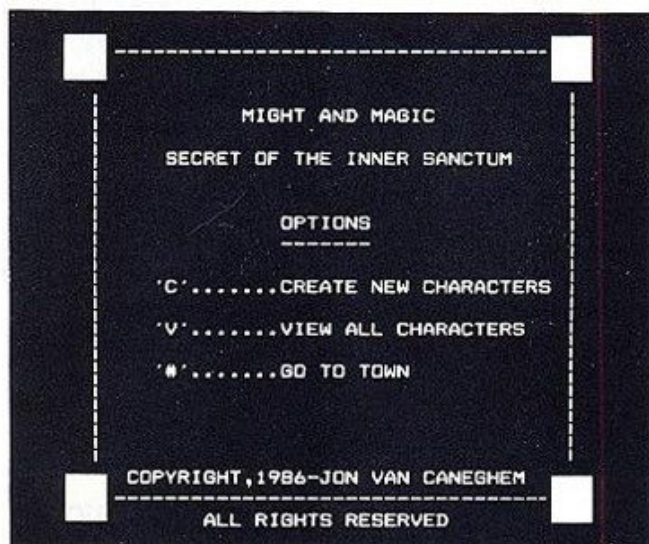 MIGHT AND MAGIC
SECRET OF THE INNER SANCTUM
OPTIONS
'C'.......CREATE NEW CHARACTERS
'V'.......VIEW ALL CHARACTERS
'#'.......GO TO TOWN
COPYRIGHT,1986-JON VAN CANEGHEM
ALL RIGHTS RESERVED